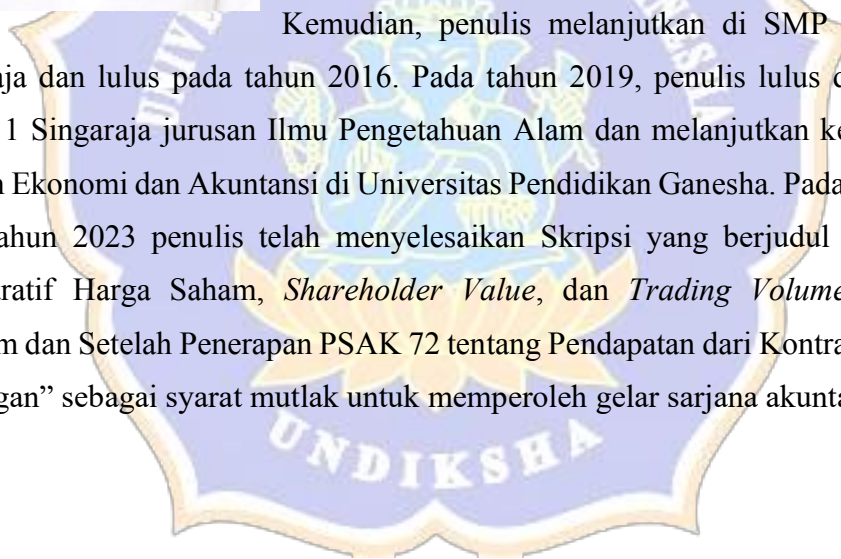 Kemudian, penulis melanjutkan di SMP
aja dan lulus pada tahun 2016. Pada tahun 2019, penulis lulus
1 Singaraja jurusan Ilmu Pengetahuan Alam dan melanjutkan ke
Ekonomi dan Akuntansi di Universitas Pendidikan Ganesha. Pada
ahun 2023 penulis telah menyelesaikan Skripsi yang berjudul
ratif Harga Saham, Shareholder Value, dan Trading Volume
m dan Setelah Penerapan PSAK 72 tentang Pendapatan dari Kontra
gan” sebagai syarat mutlak untuk memperoleh gelar sarjana akunta
UNDIKSHA